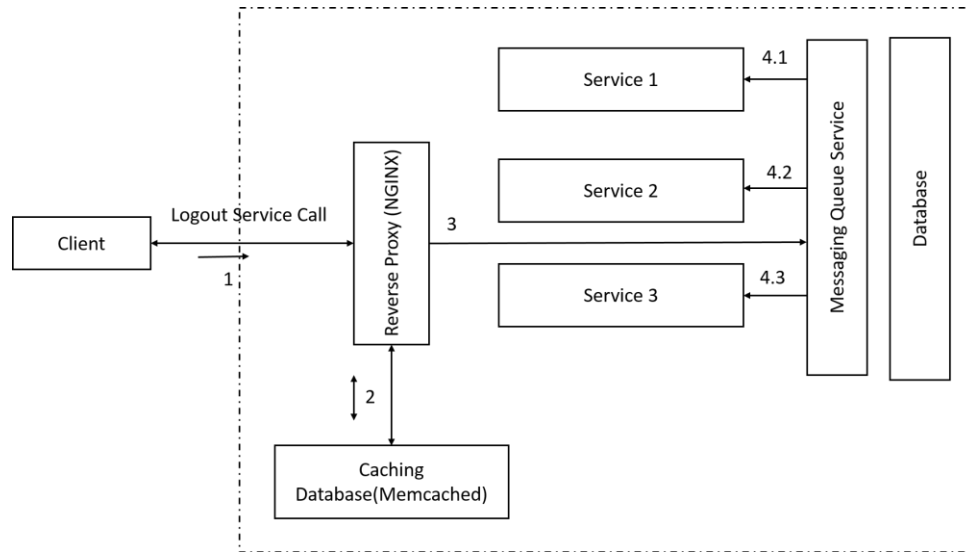 4.1
Service 1
4.2
Service 2
Logout Service Call
3
Client
1
Reverse Proxy (NGINX)
4.3
Service 3
Messaging Queue Service
Database
2
Caching
Database(Memcached)